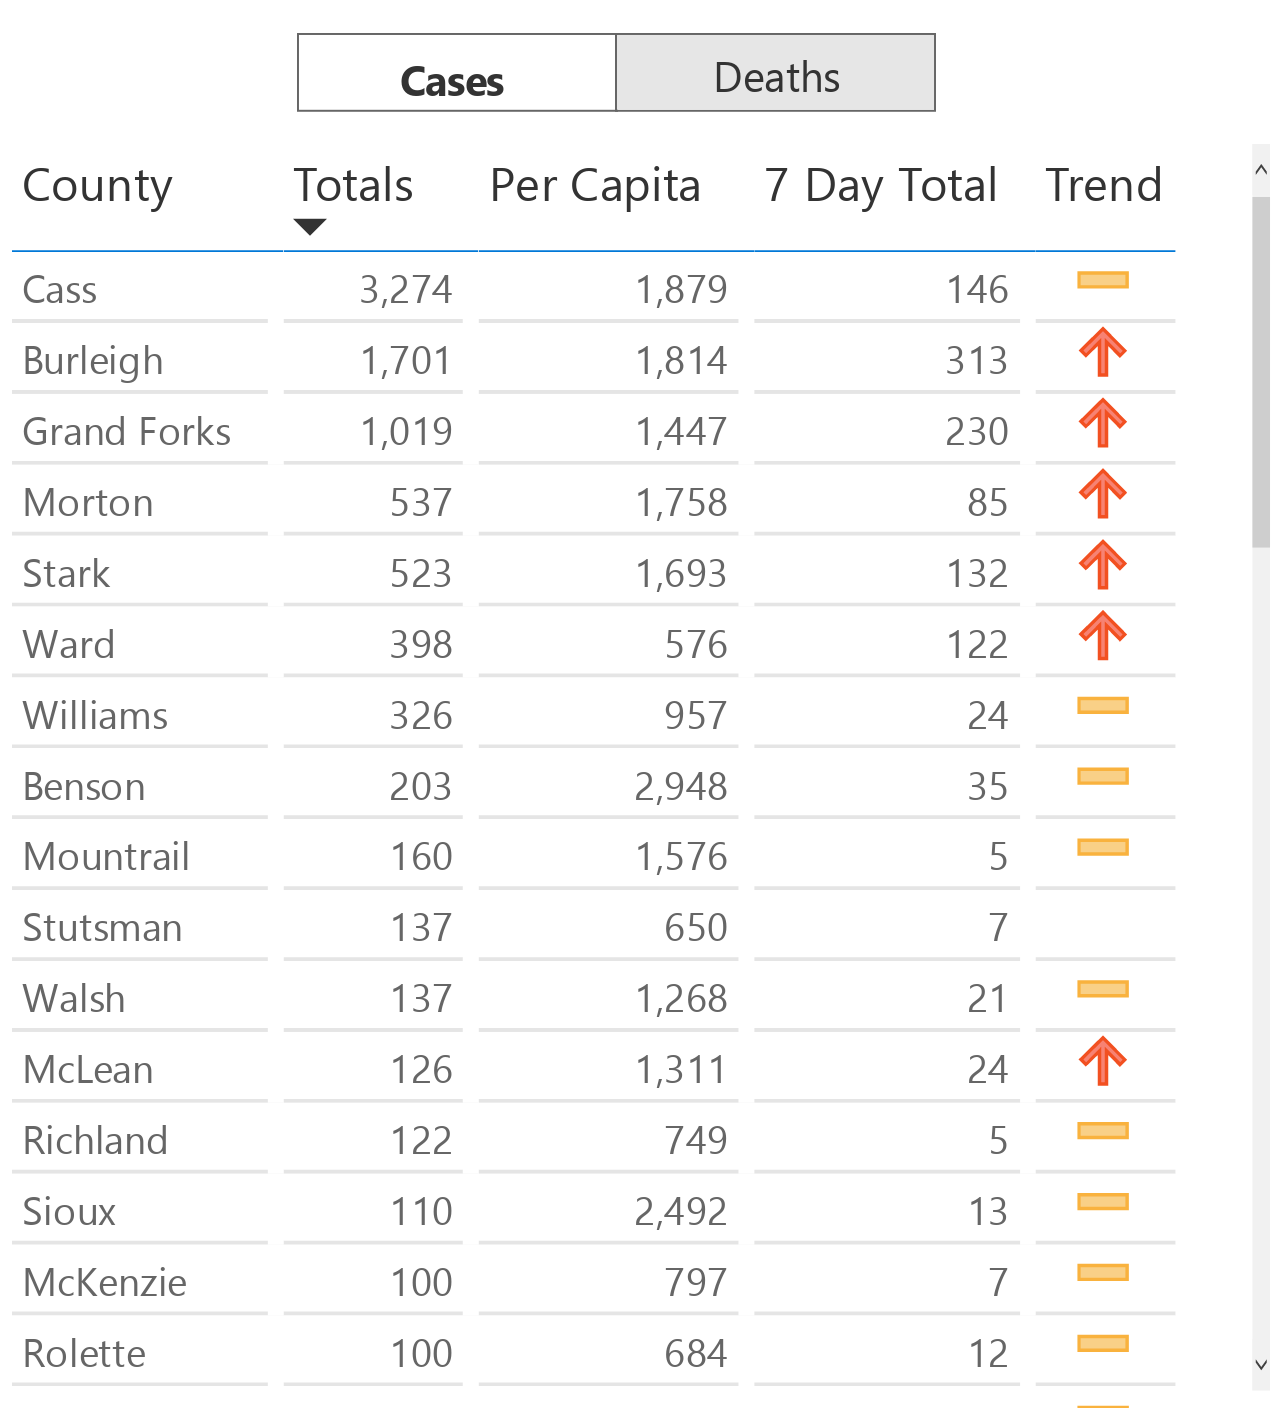 Cases Deaths
County Totals Per Capita 7 Day Total Trend
Cass 3,274 1,879 146
Burleigh 1,701 1,814 313
Grand Forks 1,019 1,447 230
Morton 537 1,758 85
Stark 523 1,693 132
Ward 398 576 122
Williams 326 957 24
Benson 203 2,948 35
Mountrail 160 1,576 5
Stutsman 137 650 7
Walsh 137 1,268 21
McLean 126 1,311 24
Richland 122 749 5
Sioux 110 2,492 13
McKenzie 100 797 7
Rolette 100 684 12